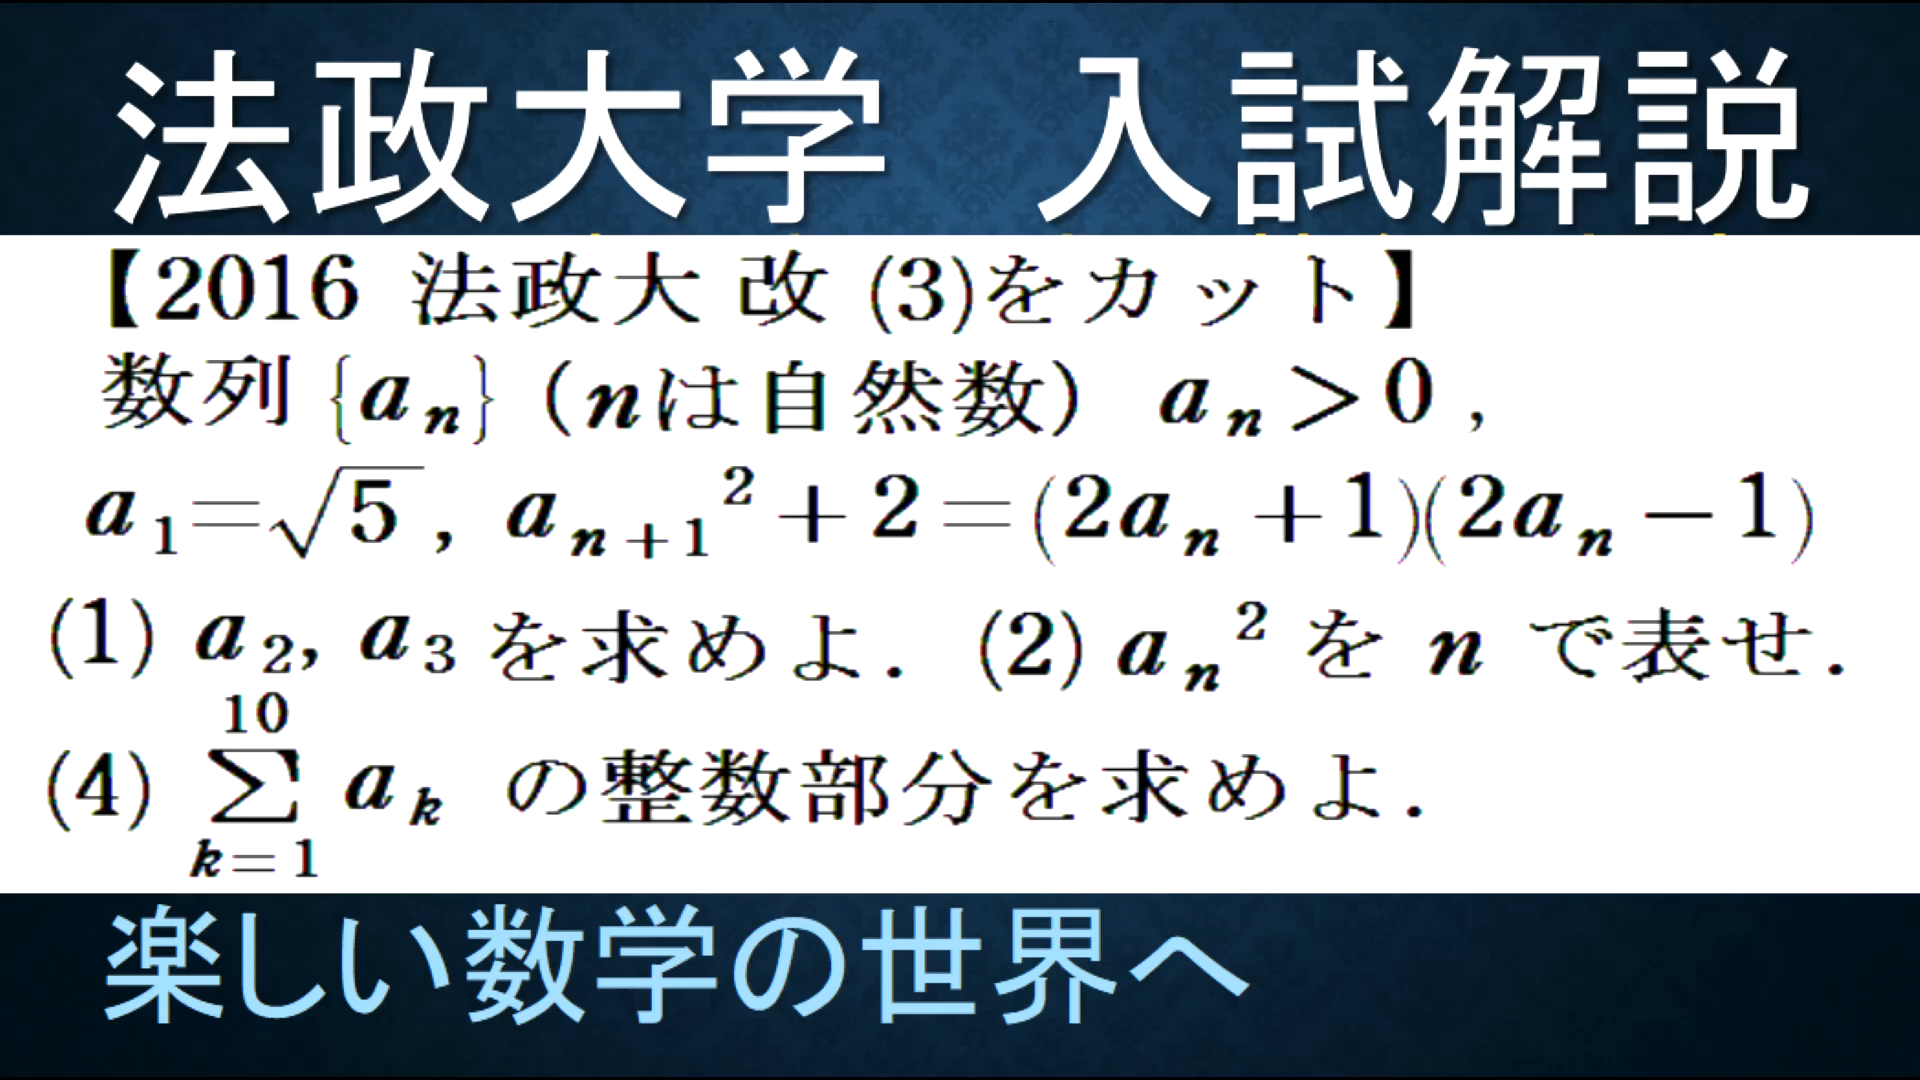 法政大学 入試解説
【2016 法政大 改 (3)をカット】
数列 {aₙ} (nは自然数) aₙ>0 ,
a₁=√5 , aₙ₊₁²+2=(2aₙ+1)(2aₙ−1)
(1) a₂, a₃ を求めよ. (2) aₙ² を n で表せ.
(4) ∑_{k=1}^{10} aₖ の整数部分を求めよ.
楽しい数学の世界へ